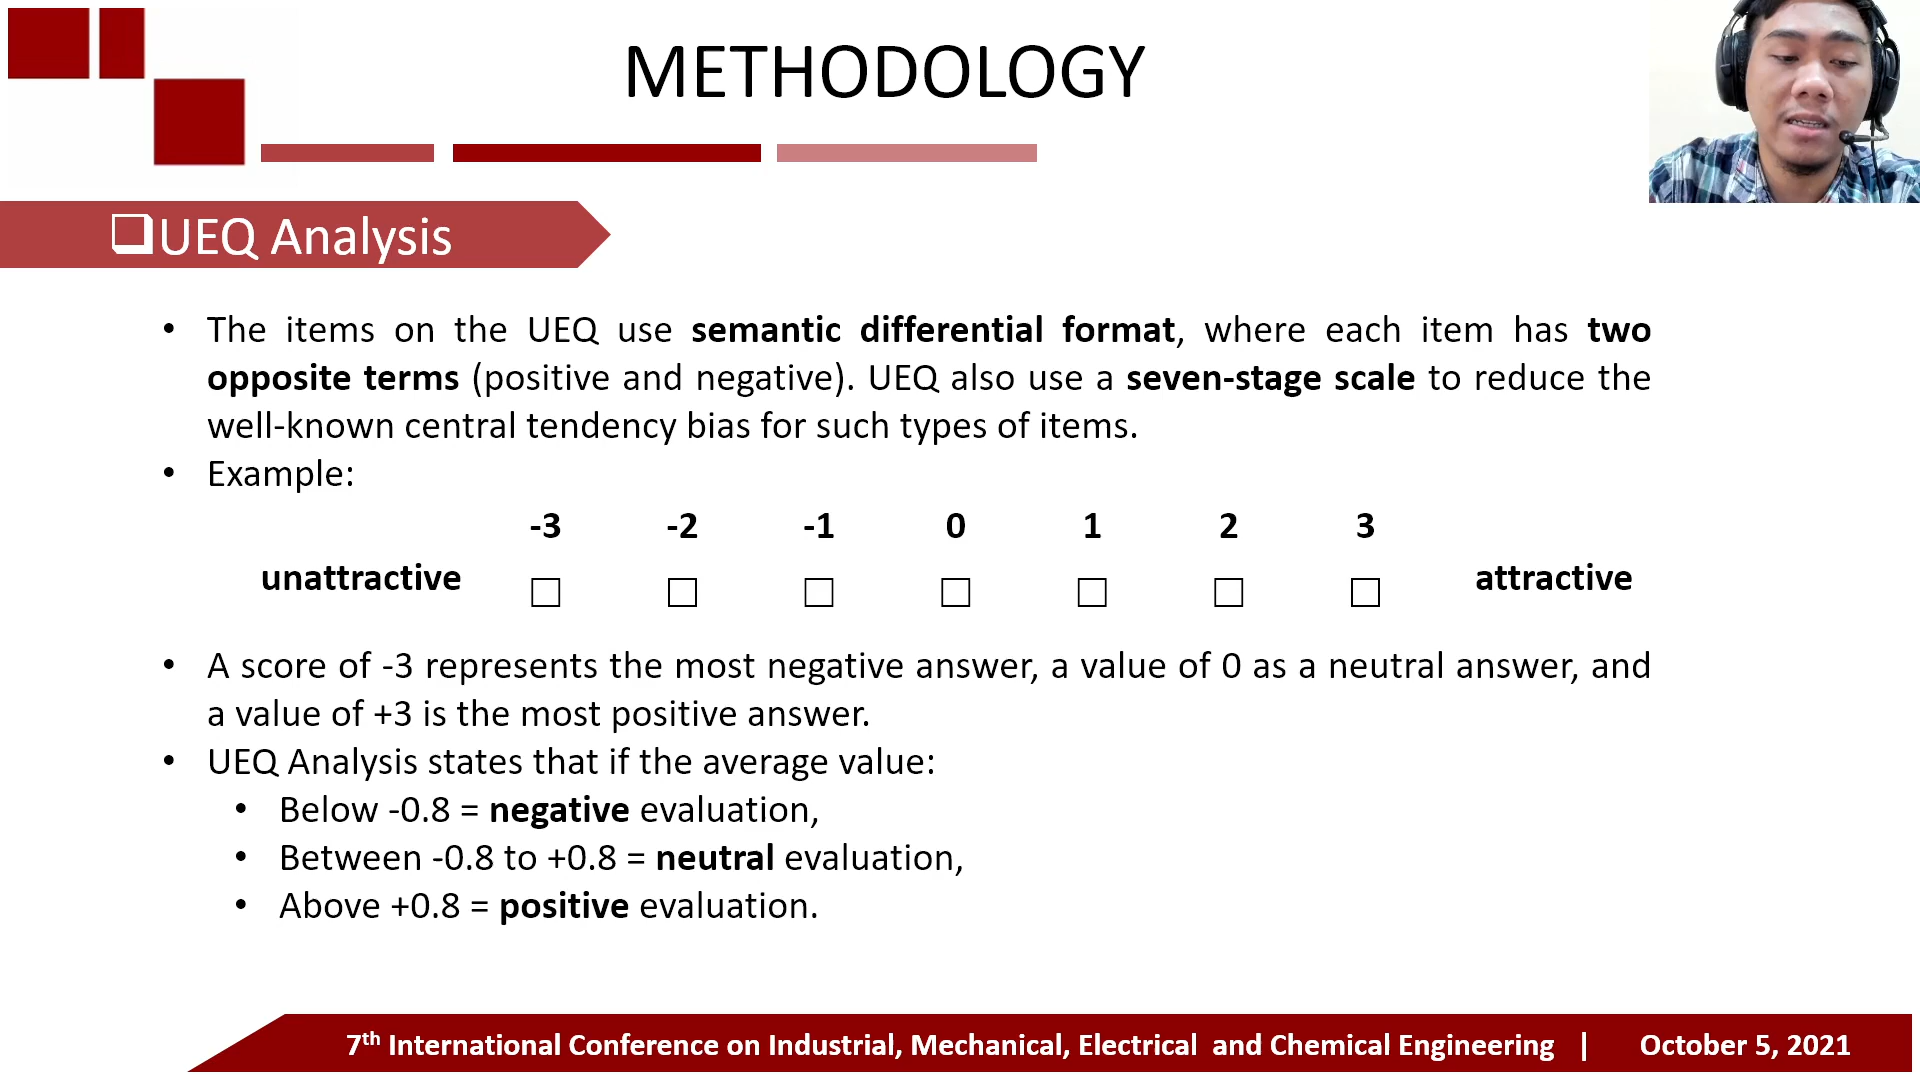 METHODOLOGY
❑UEQ Analysis
• The items on the UEQ use semantic differential format, where each item has two
opposite terms (positive and negative). UEQ also use a seven-stage scale to reduce the
well-known central tendency bias for such types of items.
• Example:
-3 -2 -1 0 1 2 3
unattractive □ □ □ □ □ □ □ attractive
• A score of -3 represents the most negative answer, a value of 0 as a neutral answer, and
a value of +3 is the most positive answer.
• UEQ Analysis states that if the average value:
• Below -0.8 = negative evaluation,
• Between -0.8 to +0.8 = neutral evaluation,
• Above +0.8 = positive evaluation.
7th International Conference on Industrial, Mechanical, Electrical and Chemical Engineering | October 5, 2021